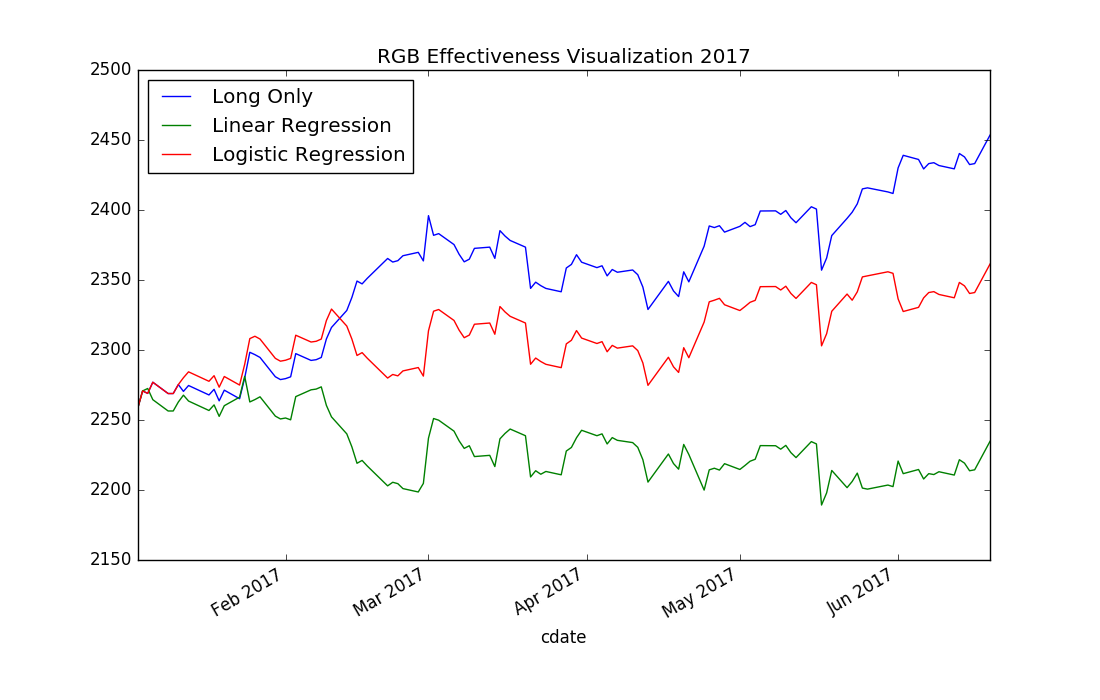 RGB Effectiveness Visualization 2017
2500
2450
2400
2350
2300
2250
2200
2150
Long Only
Linear Regression
Logistic Regression
Feb 2017
Mar 2017
Apr 2017
May 2017
Jun 2017
cdate